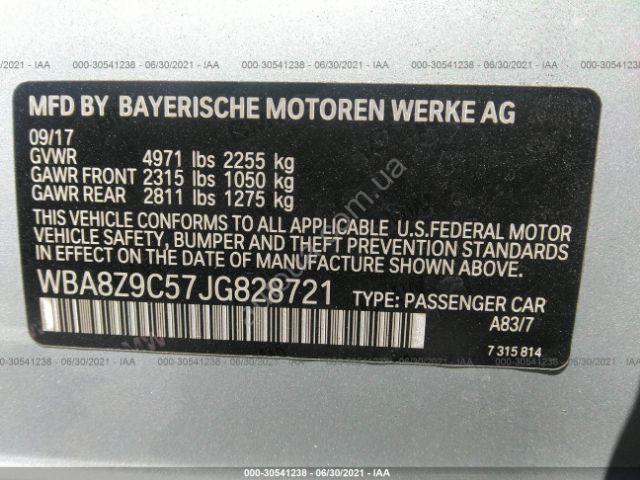 000-30541238 - 06/30/2021 - IAA
MFD BY BAYERISCHE MOTOREN WERKE AG
09/17
GVWR 4971 lbs 2255 kg
GAWR FRONT 2315 lbs 1050 kg
GAWR REAR 2811 lbs 1275 kg
THIS VEHICLE CONFORMS TO ALL APPLICABLE U.S.FEDERAL MOTOR
VEHICLE SAFETY, BUMPER AND THEFT PREVENTION STANDARDS
IN EFFECT ON THE DATE OF MANUFACTURE SHOWN ABOVE.
WBA8Z9C57JG828721 TYPE: PASSENGER CAR
A83/7
7 315 814
000-30541238 - 06/30/2021 - IAA